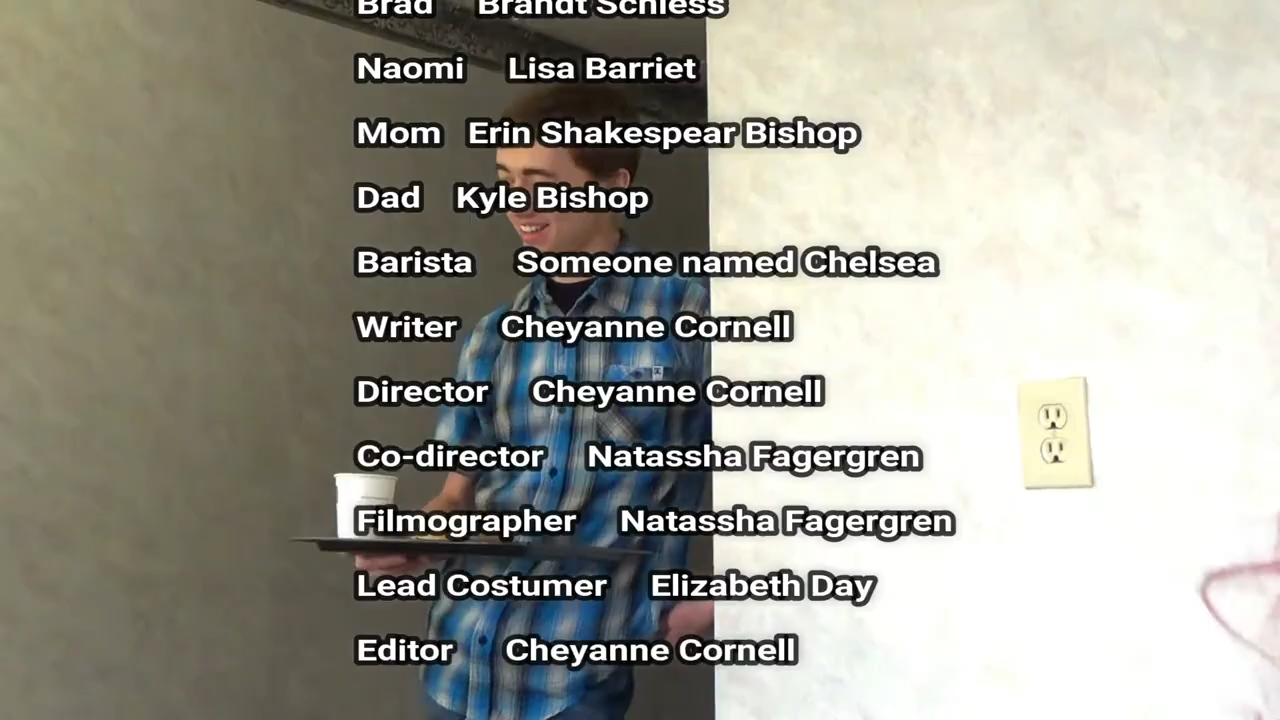 Brad Brandt Schless
Naomi Lisa Barriet
Mom Erin Shakespear Bishop
Dad Kyle Bishop
Barista Someone named Chelsea
Writer Cheyanne Cornell
Director Cheyanne Cornell
Co-director Natassha Fagergren
Filmographer Natassha Fagergren
Lead Costumer Elizabeth Day
Editor Cheyanne Cornell